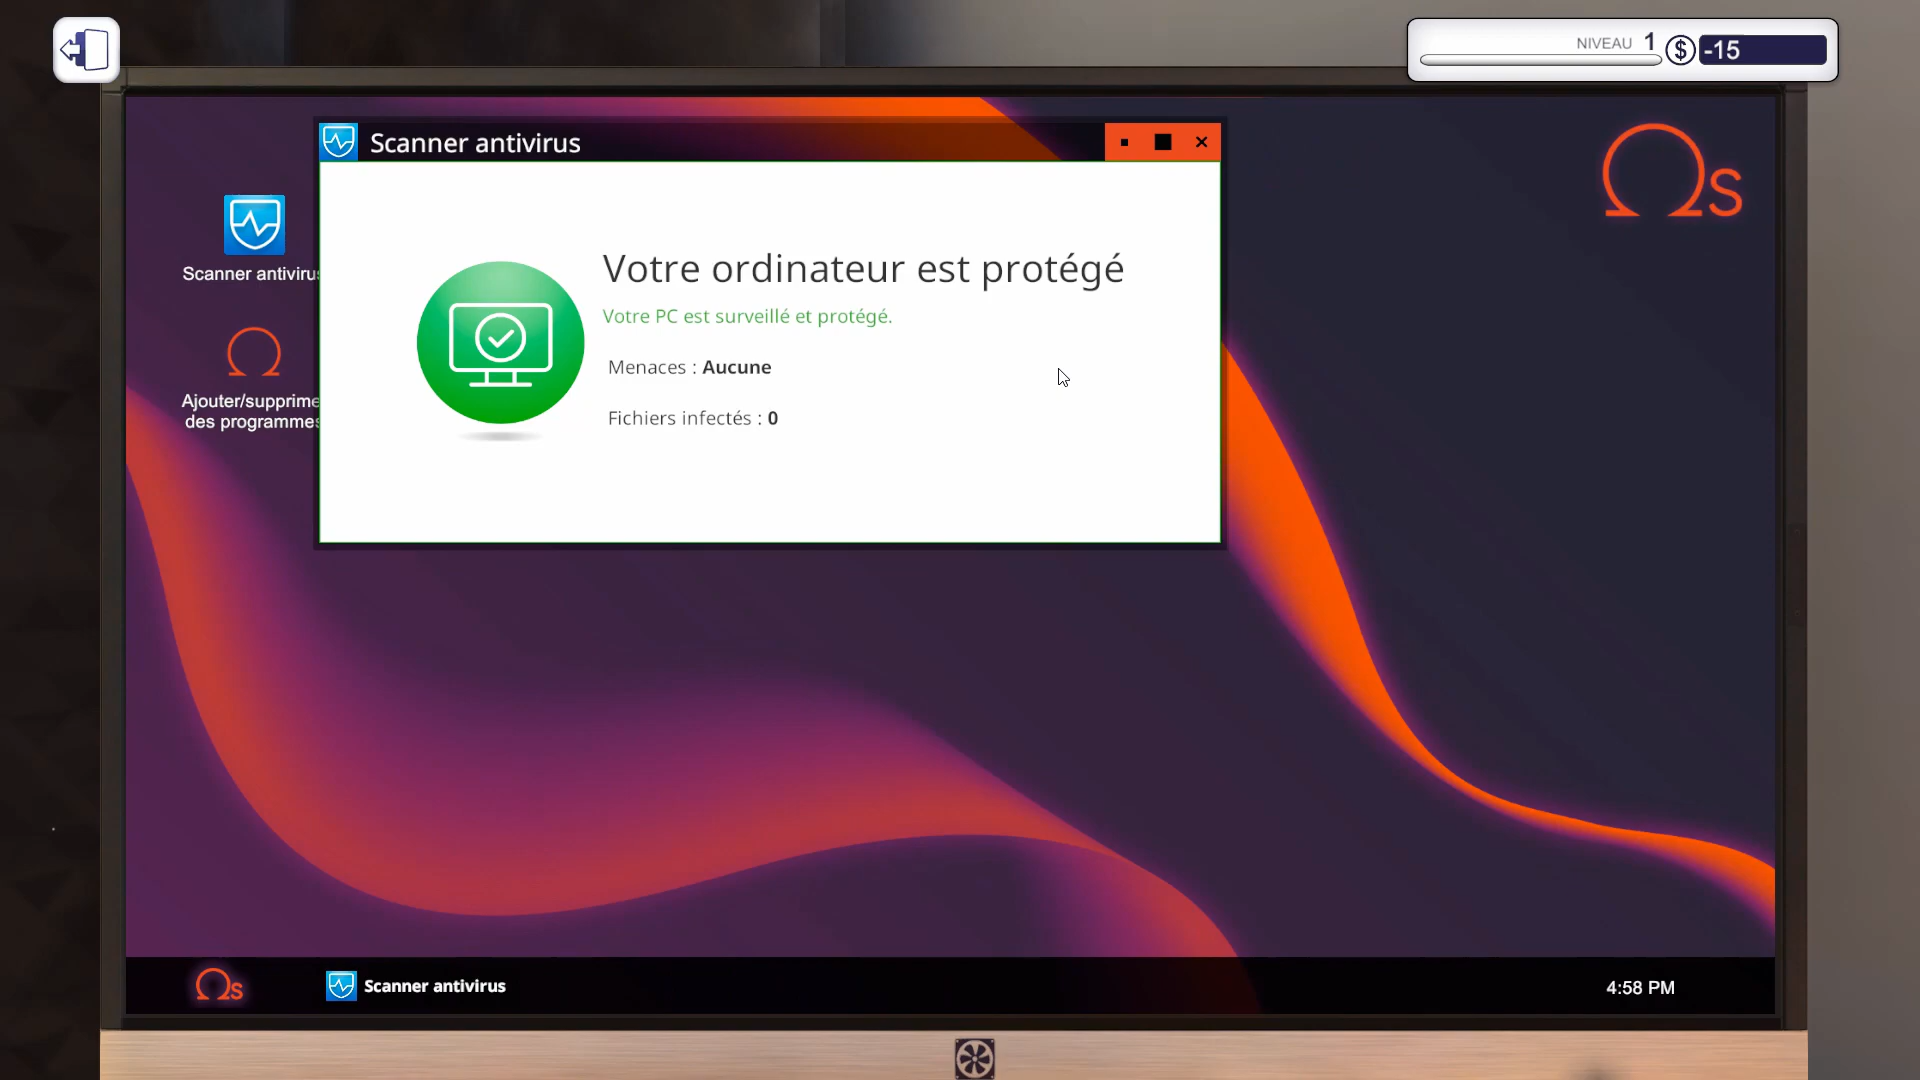 NIVEAU 1 $ -15
Scanner antivirus
Ωs
Scanner antiviru
Votre ordinateur est protégé
Votre PC est surveillé et protégé.
Menaces : Aucune
Fichiers infectés : 0
Ajouter/supprime
des programmes
Ωs
Scanner antivirus
4:58 PM